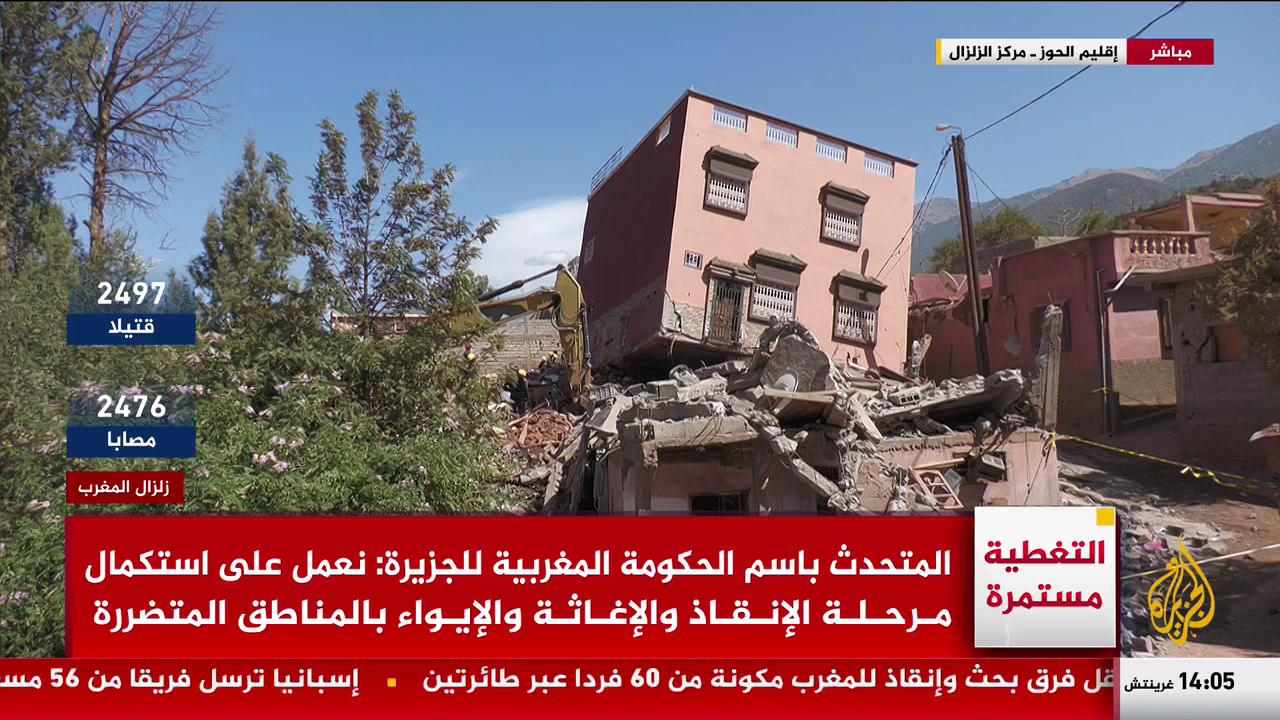 مباشر
إقليم الحوز ـ مركز الزلزال
2497
قتيلا
2476
مصابا
زلزال المغرب
التغطية
مستمرة
المتحدث باسم الحكومة المغربية للجزيرة: نعمل على استكمال
مرحلة الإنقاذ والإغاثة والإيواء بالمناطق المتضررة
الجزيرة
فرق بحث وإنقاذ للمغرب مكونة من 60 فردا عبر طائرتين ▪ إسبانيا ترسل فريقا من 56
14:05 غرينتش